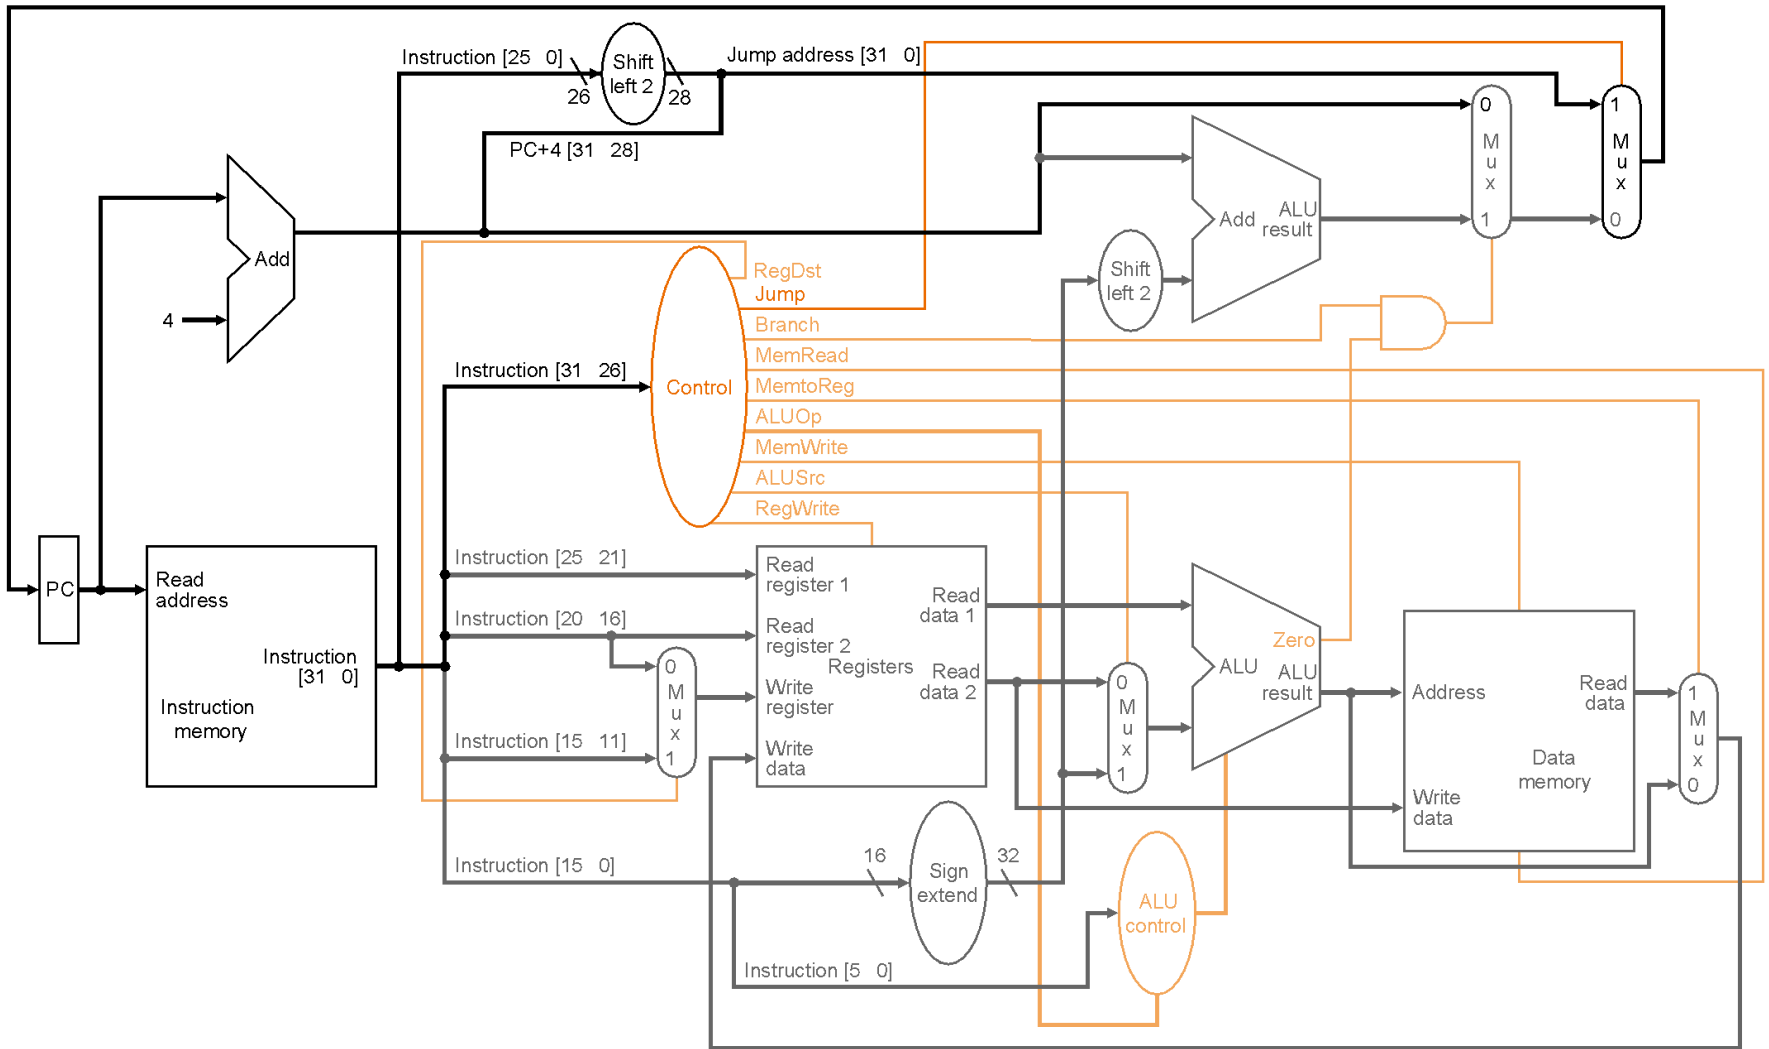 Instruction [25 0]
Shift
left 2
26
28
Jump address [31 0]
PC+4 [31 28]
Add
4
0
M
u
x
1
1
M
u
x
0
Add
ALU
result
Shift
left 2
RegDst
Jump
Branch
MemRead
MemtoReg
ALUOp
MemWrite
ALUSrc
RegWrite
Control
Instruction [31 26]
PC
Read
address
Instruction
[31 0]
Instruction
memory
Instruction [25 21]
Instruction [20 16]
Instruction [15 11]
Instruction [15 0]
Instruction [5 0]
0
M
u
x
1
Read
register 1
Read
register 2
Write
register
Write
data
Registers
Read
data 1
Read
data 2
0
M
u
x
1
Zero
ALU
ALU
result
Address
Write
data
Read
data
Data
memory
1
M
u
x
0
16
Sign
extend
32
ALU
control